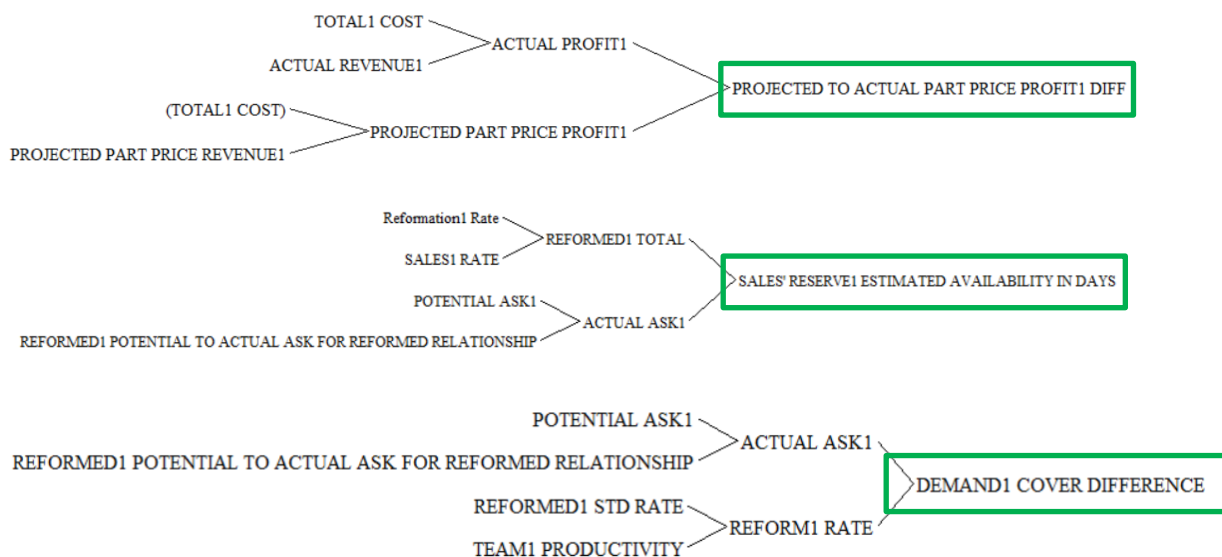 TOTAL1 COST
ACTUAL PROFIT1
ACTUAL REVENUE1
PROJECTED TO ACTUAL PART PRICE PROFIT1 DIFF
(TOTAL1 COST)
PROJECTED PART PRICE PROFIT1
PROJECTED PART PRICE REVENUE1
Reformation1 Rate
REFORMED1 TOTAL
SALES1 RATE
SALES' RESERVE1 ESTIMATED AVAILABILITY IN DAYS
POTENTIAL ASK1
ACTUAL ASK1
REFORMED1 POTENTIAL TO ACTUAL ASK FOR REFORMED RELATIONSHIP
POTENTIAL ASK1
ACTUAL ASK1
REFORMED1 POTENTIAL TO ACTUAL ASK FOR REFORMED RELATIONSHIP
DEMAND1 COVER DIFFERENCE
REFORMED1 STD RATE
REFORM1 RATE
TEAM1 PRODUCTIVITY